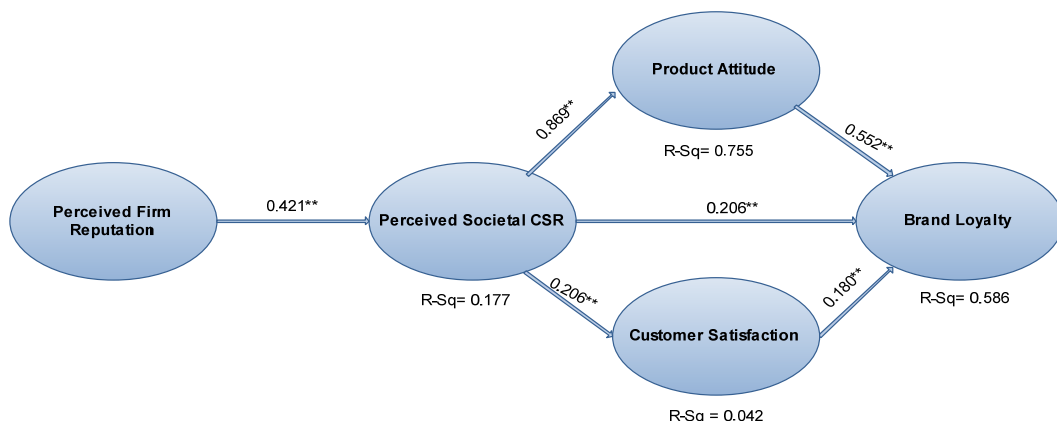 Product Attitude
0.869**
0.552**
R-Sq= 0.755
Perceived Firm
Reputation
0.421**
Perceived Societal CSR
0.206**
Brand Loyalty
R-Sq= 0.177
0.206**
0.180**
R-Sq= 0.586
Customer Satisfaction
R-Sq = 0.042